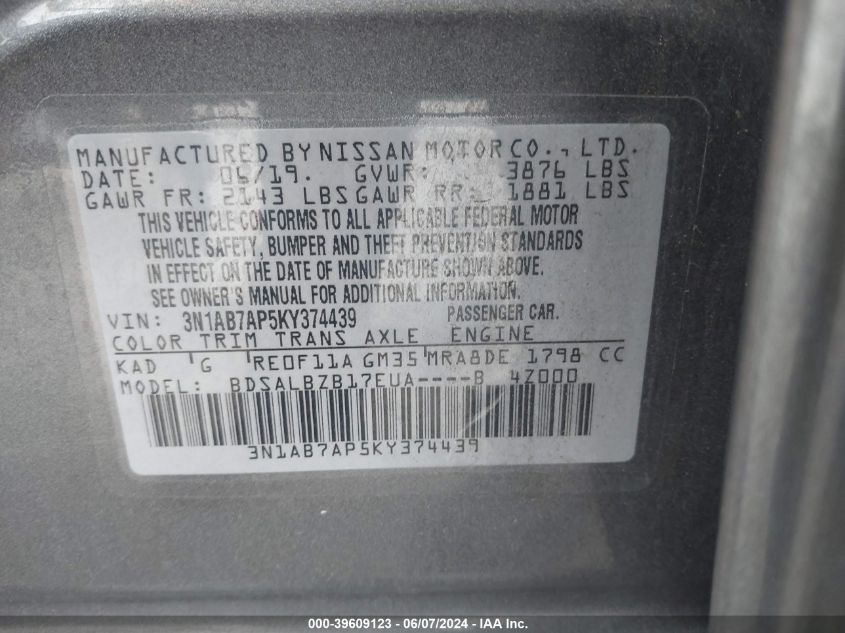 MANUFACTURED BY NISSAN MOTOR CO., LTD.
DATE: 06/19. GVWR: 3876 LBS
GAWR FR: 2143 LBS GAWR RR: 1881 LBS
THIS VEHICLE CONFORMS TO ALL APPLICABLE FEDERAL MOTOR
VEHICLE SAFETY, BUMPER AND THEFT PREVENTION STANDARDS
IN EFFECT ON THE DATE OF MANUFACTURE SHOWN ABOVE.
SEE OWNER'S MANUAL FOR ADDITIONAL INFORMATION.
VIN: 3N1AB7AP5KY374439 PASSENGER CAR.
COLOR TRIM TRANS AXLE ENGINE
KAD G RE0F11A GM35 MRA8DE 1798 CC
MODEL: BDSALBZB17EUA----B 4Z000
3N1AB7AP5KY374439
000-39609123 - 06/07/2024 - IAA Inc.